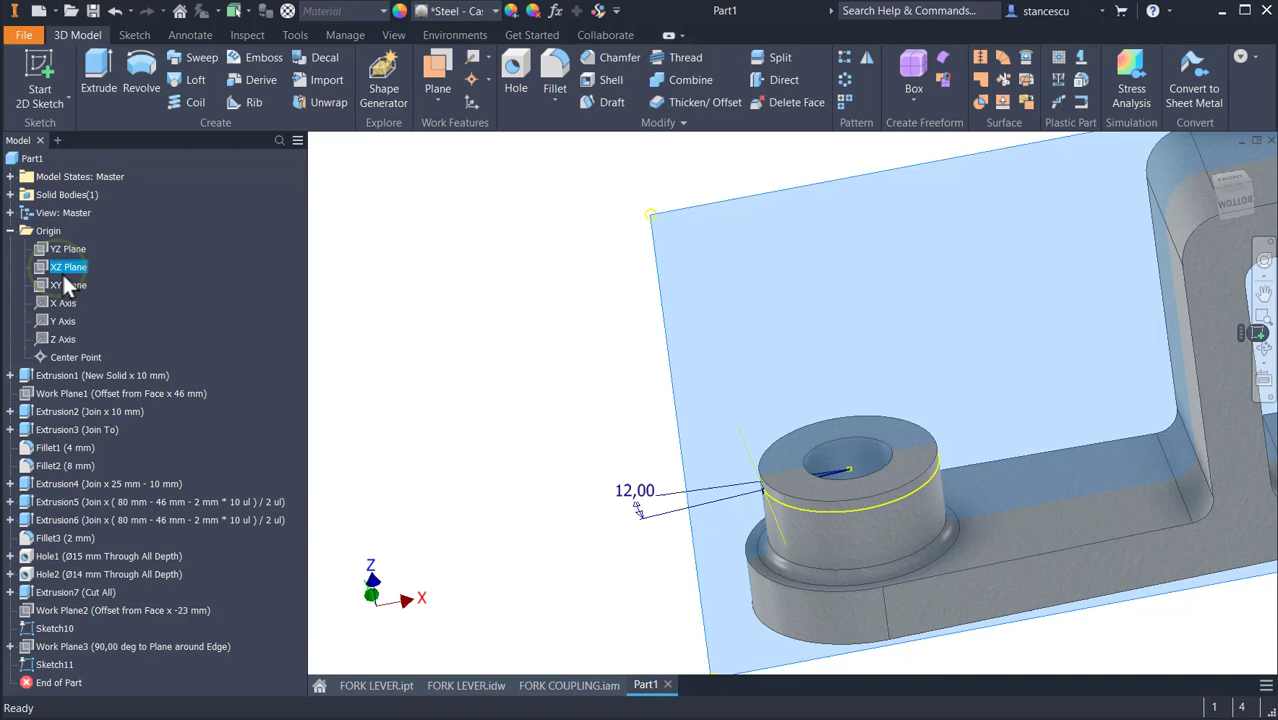 Material
*Steel - Cas
Part1
Search Help & Commands...
stancescu
File
3D Model
Sketch
Annotate
Inspect
Tools
Manage
View
Environments
Get Started
Collaborate
Start
2D Sketch
Extrude
Revolve
Sweep
Loft
Coil
Emboss
Derive
Rib
Decal
Import
Unwrap
Shape
Generator
Plane
Hole
Fillet
Chamfer
Shell
Draft
Thread
Combine
Thicken/ Offset
Split
Direct
Delete Face
Box
Stress
Analysis
Convert to
Sheet Metal
Sketch
Create
Explore
Work Features
Modify
Pattern
Create Freeform
Surface
Plastic Part
Simulation
Convert
Model
Part1
Model States: Master
Solid Bodies(1)
View: Master
Origin
YZ Plane
XZ Plane
X Axis
Y Axis
Z Axis
Center Point
Extrusion1 (New Solid x 10 mm)
Work Plane1 (Offset from Face x 46 mm)
Extrusion2 (Join x 10 mm)
Extrusion3 (Join To)
Fillet1 (4 mm)
Fillet2 (8 mm)
Extrusion4 (Join x 25 mm - 10 mm)
Extrusion5 (Join x ( 80 mm - 46 mm - 2 mm * 10 ul ) / 2 ul)
Extrusion6 (Join x ( 80 mm - 46 mm - 2 mm * 10 ul ) / 2 ul)
Fillet3 (2 mm)
Hole1 (Ø15 mm Through All Depth)
Hole2 (Ø14 mm Through All Depth)
Extrusion7 (Cut All)
Work Plane2 (Offset from Face x -23 mm)
Sketch10
Work Plane3 (90,00 deg to Plane around Edge)
Sketch11
End of Part
12,00
Z
X
BOTTOM
FORK LEVER.ipt
FORK LEVER.idw
FORK COUPLING.iam
Part1
Ready
1
4